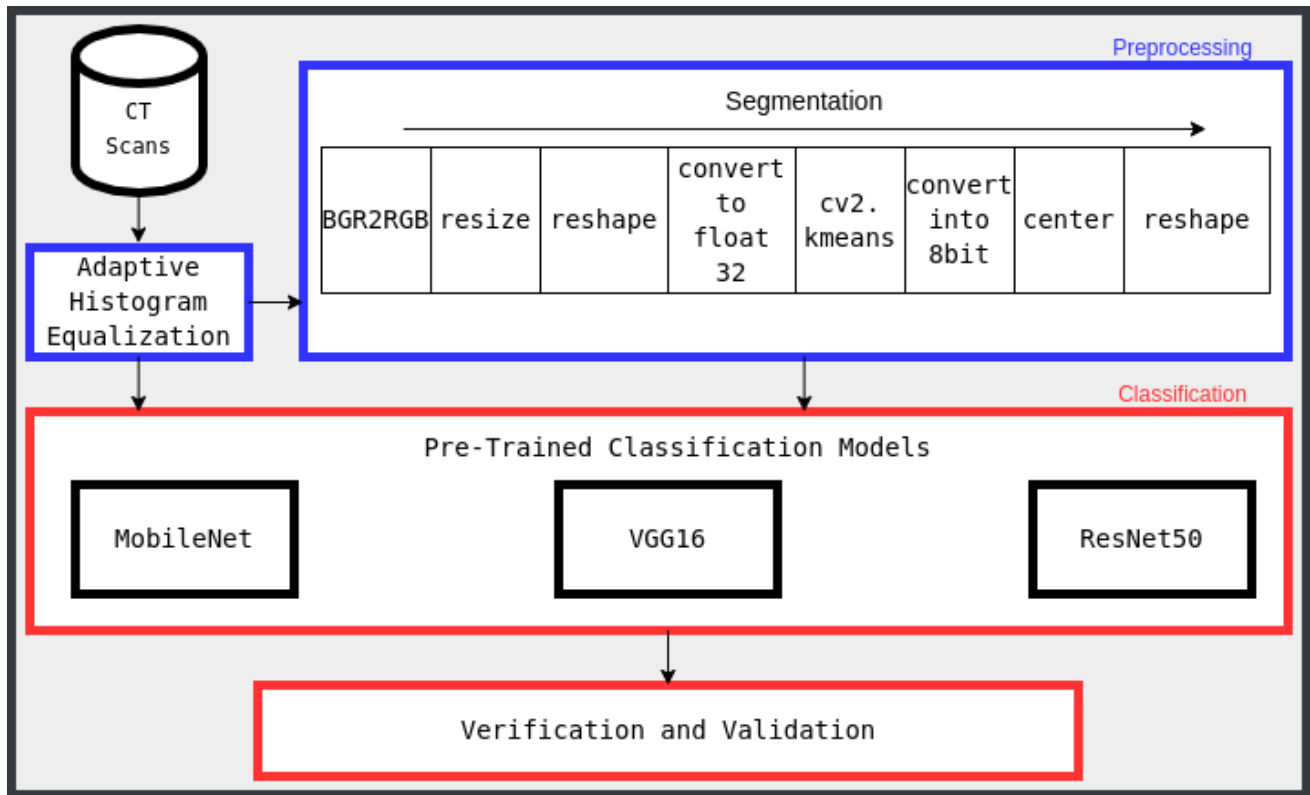 Preprocessing
CT
Scans
Segmentation
BGR2RGB
resize
reshape
convert
to
float
32
cv2.
kmeans
convert
into
8bit
center
reshape
Adaptive
Histogram
Equalization
Classification
Pre-Trained Classification Models
MobileNet
VGG16
ResNet50
Verification and Validation